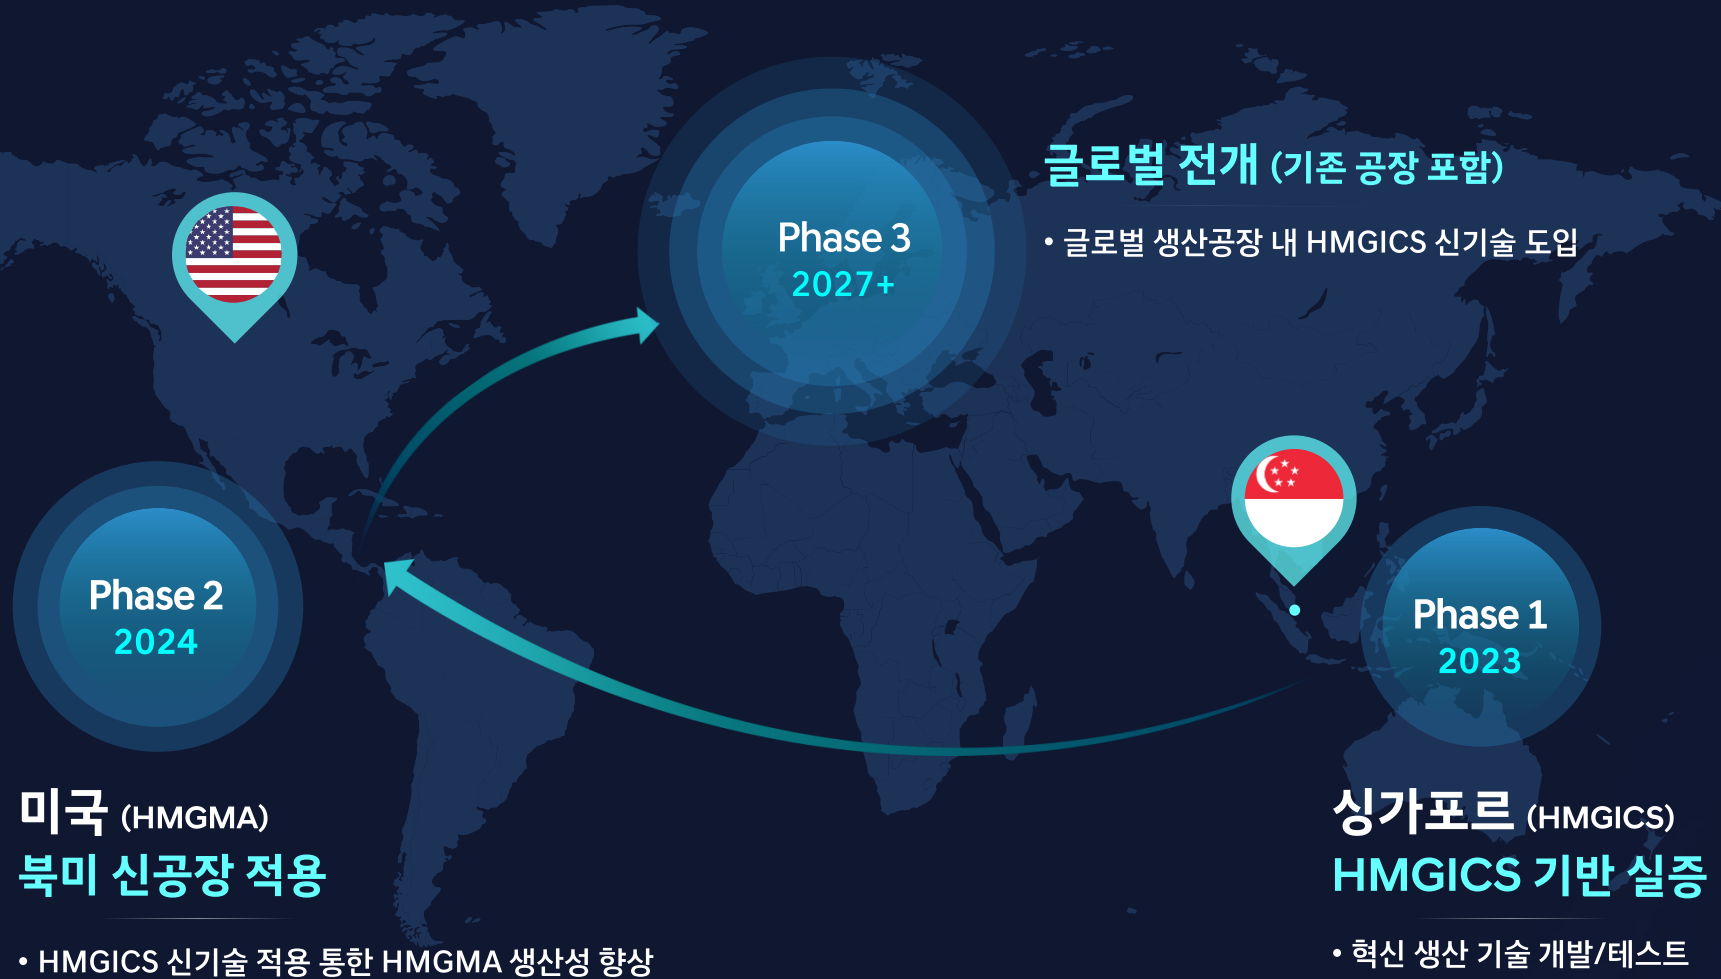 글로벌 전개 (기존 공장 포함)
• 글로벌 생산공장 내 HMGICS 신기술 도입
Phase 3
2027+
Phase 2
2024
Phase 1
2023
미국 (HMGMA)
북미 신공장 적용
• HMGICS 신기술 적용 통한 HMGMA 생산성 향상
싱가포르 (HMGICS)
HMGICS 기반 실증
• 혁신 생산 기술 개발/테스트